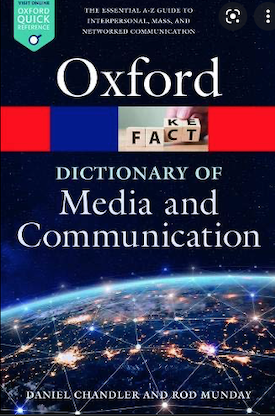 VISIT ONLINE
OXFORD
QUICK
REFERENCE
THE ESSENTIAL A-Z GUIDE TO
INTERPERSONAL, MASS, AND
NETWORKED COMMUNICATION
Oxford
KE
FACT
DICTIONARY OF
Media and
Communication
DANIEL CHANDLER AND ROD MUNDAY